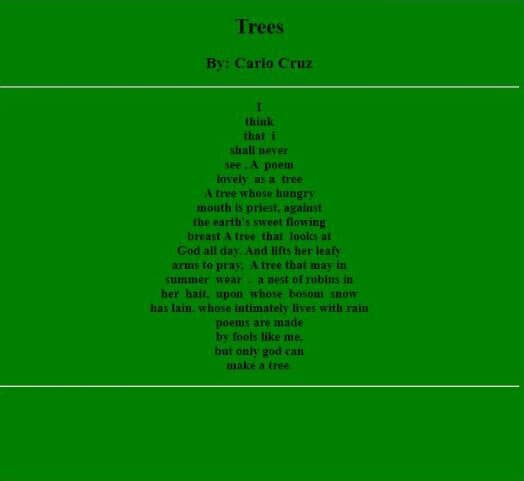 Trees
By: Carlo Cruz
I
think
that i
shall never
see . A poem
lovely as a tree
A tree whose hungry
mouth is priest, against
the earth's sweet flowing
breast A tree that looks at
God all day. And lifts her leafy
arms to pray; A tree that may in
summer wear . a nest of robins in
her hait, upon whose bosom snow
has lain. whose intimately lives with rain
poems are made
by fools like me,
but only god can
make a tree